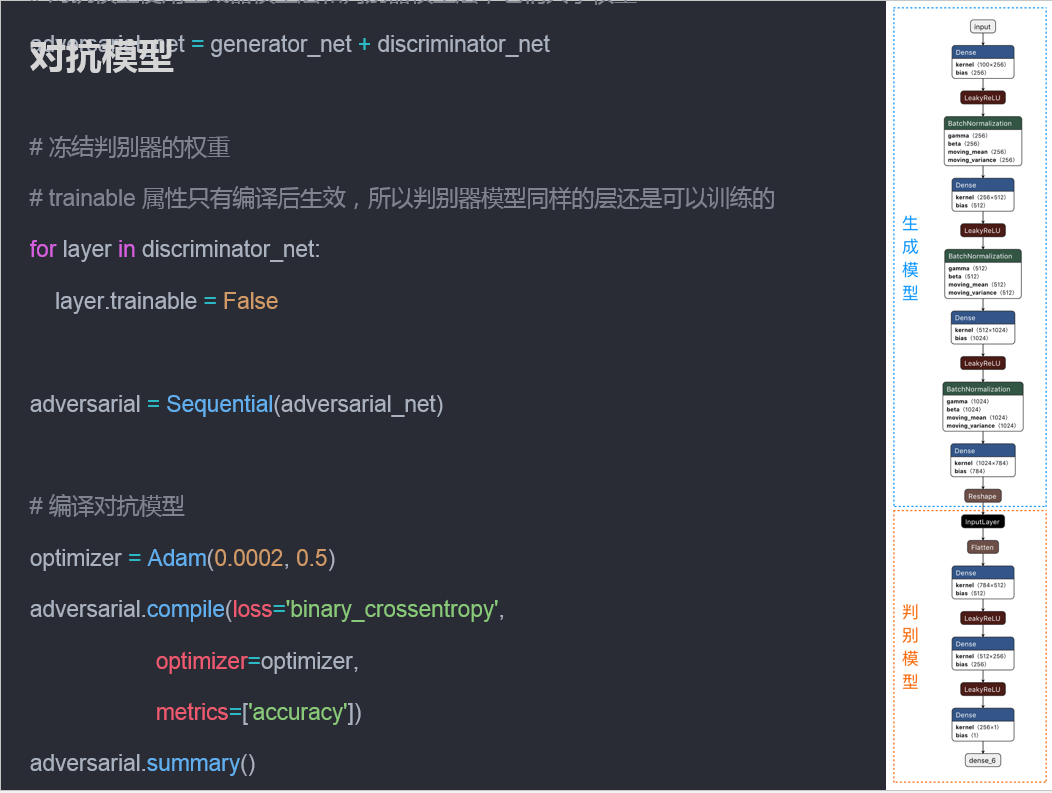 对抗模型
adversarial_net = generator_net + discriminator_net
# 冻结判别器的权重
# trainable 属性只有编译后生效，所以判别器模型同样的层还是可以训练的
for layer in discriminator_net:
layer.trainable = False
adversarial = Sequential(adversarial_net)
# 编译对抗模型
optimizer = Adam(0.0002, 0.5)
adversarial.compile(loss='binary_crossentropy',
optimizer=optimizer,
metrics=['accuracy'])
adversarial.summary()
生成模型
input
Dense
kernel (100×256)
bias (256)
LeakyReLU
BatchNormalization
gamma (256)
beta (256)
moving_mean (256)
moving_variance (256)
Dense
kernel (256×512)
bias (512)
LeakyReLU
BatchNormalization
gamma (512)
beta (512)
moving_mean (512)
moving_variance (512)
Dense
kernel (512×1024)
bias (1024)
LeakyReLU
BatchNormalization
gamma (1024)
beta (1024)
moving_mean (1024)
moving_variance (1024)
Dense
kernel (1024×784)
bias (784)
Reshape
判别模型
InputLayer
Flatten
Dense
kernel (784×512)
bias (512)
LeakyReLU
Dense
kernel (512×256)
bias (256)
LeakyReLU
Dense
kernel (256×1)
bias (1)
dense_6